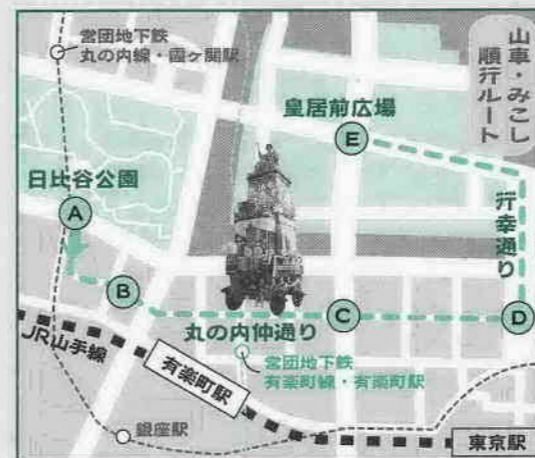 営団地下鉄
丸の内線・霞ヶ関駅
山車・みこし
順行ルート
皇居前広場
E
日比谷公園
A
行幸通り
B
C
D
丸の内仲通り
JR山手線
営団地下鉄
有楽町線・有楽町駅
有楽町駅
銀座駅
東京駅